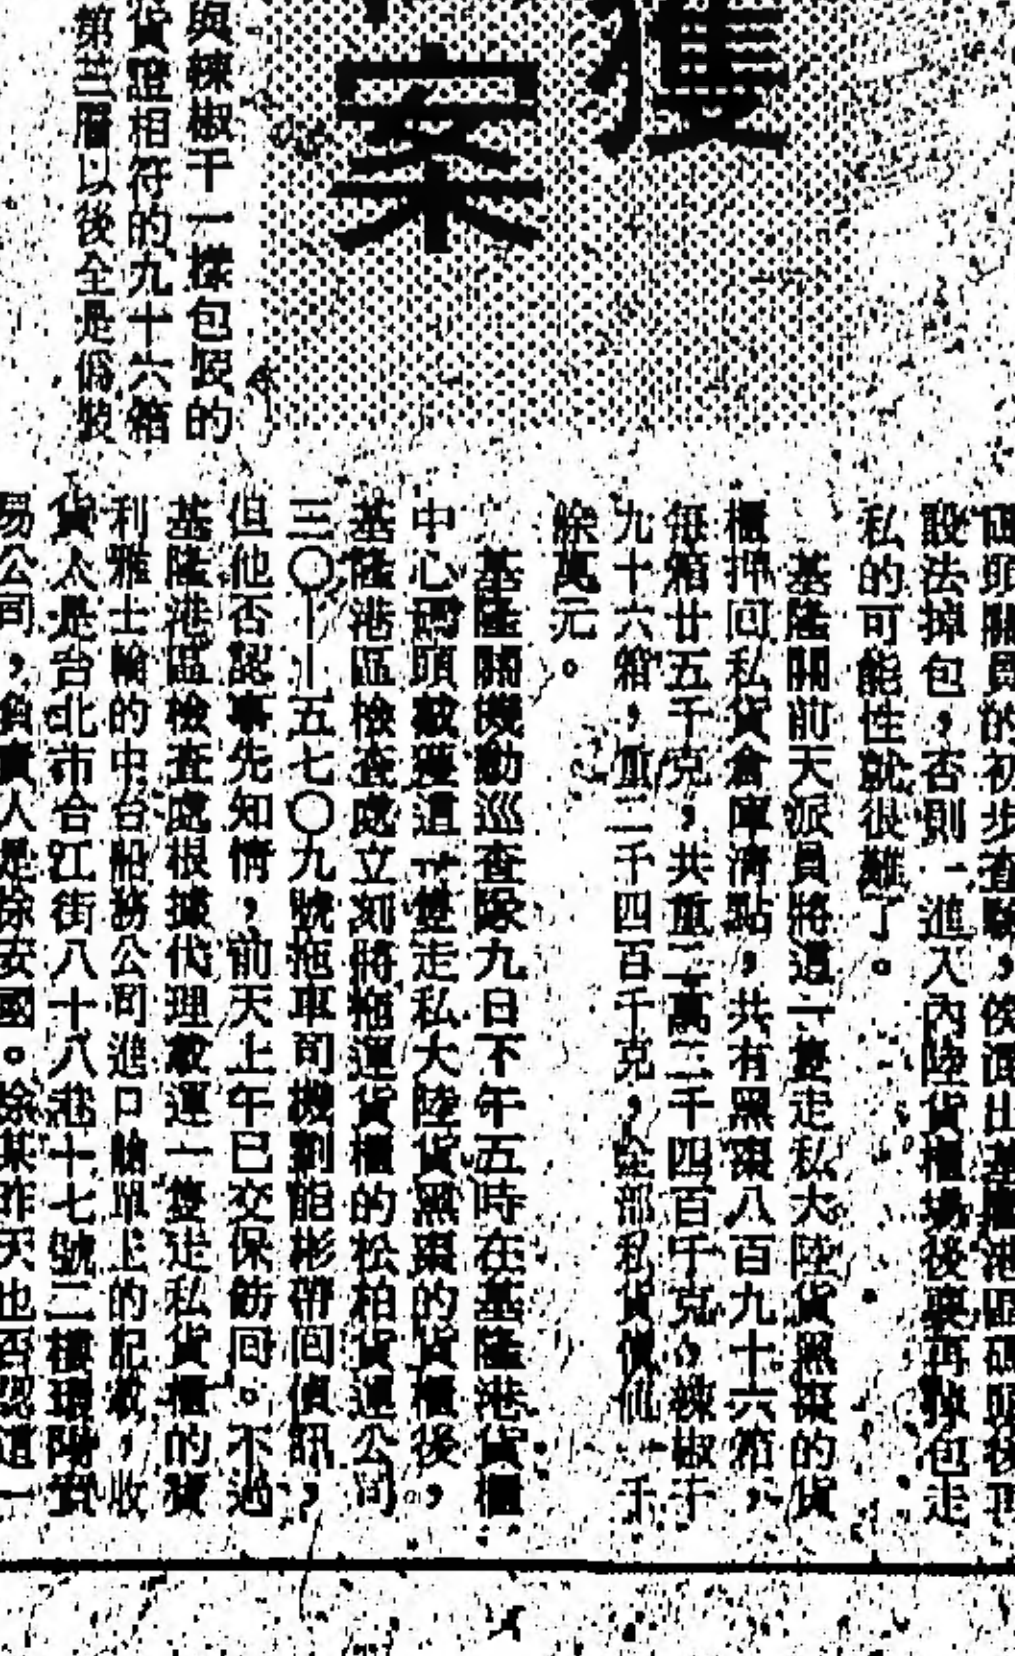 獲
案
與辣椒干一樣包裝的
貨證相符的九十六箱
第三層以後全是偽裝
碼頭關員的初步查驗，俟運出基隆港區碼頭後再
設法掉包，否則一進入內陸貨櫃場後要再掉包走
私的可能性就很難了。
基隆關前天派員將這一隻走私大陸貨黑棗的貨
櫃押回私貨倉庫清點，共有黑棗八百九十六箱，
每箱廿五千克，共重二萬二千四百千克，辣椒干
九十六箱，重二千四百千克，全部私貨價值一千
餘萬元。
基隆關機動巡查隊九日下午五時在基隆港貨櫃
中心碼頭截獲這一隻走私大陸貨黑棗的貨櫃後，
基隆港區檢查處立刻將拖運貨櫃的松柏貨運公司
三〇－－五七〇九號拖車司機劉能彬帶回偵訊，
但他否認事先知情，前天上午已交保飭回。不過
基隆港區檢查處根據代理載運一隻走私貨櫃的寶
利雅士輪的中台船務公司進口艙單上的記載，收
貨人是台北市合江街八十八巷十七號二樓環陽貿
易公司，負責人是徐安國。徐某昨天也否認這一